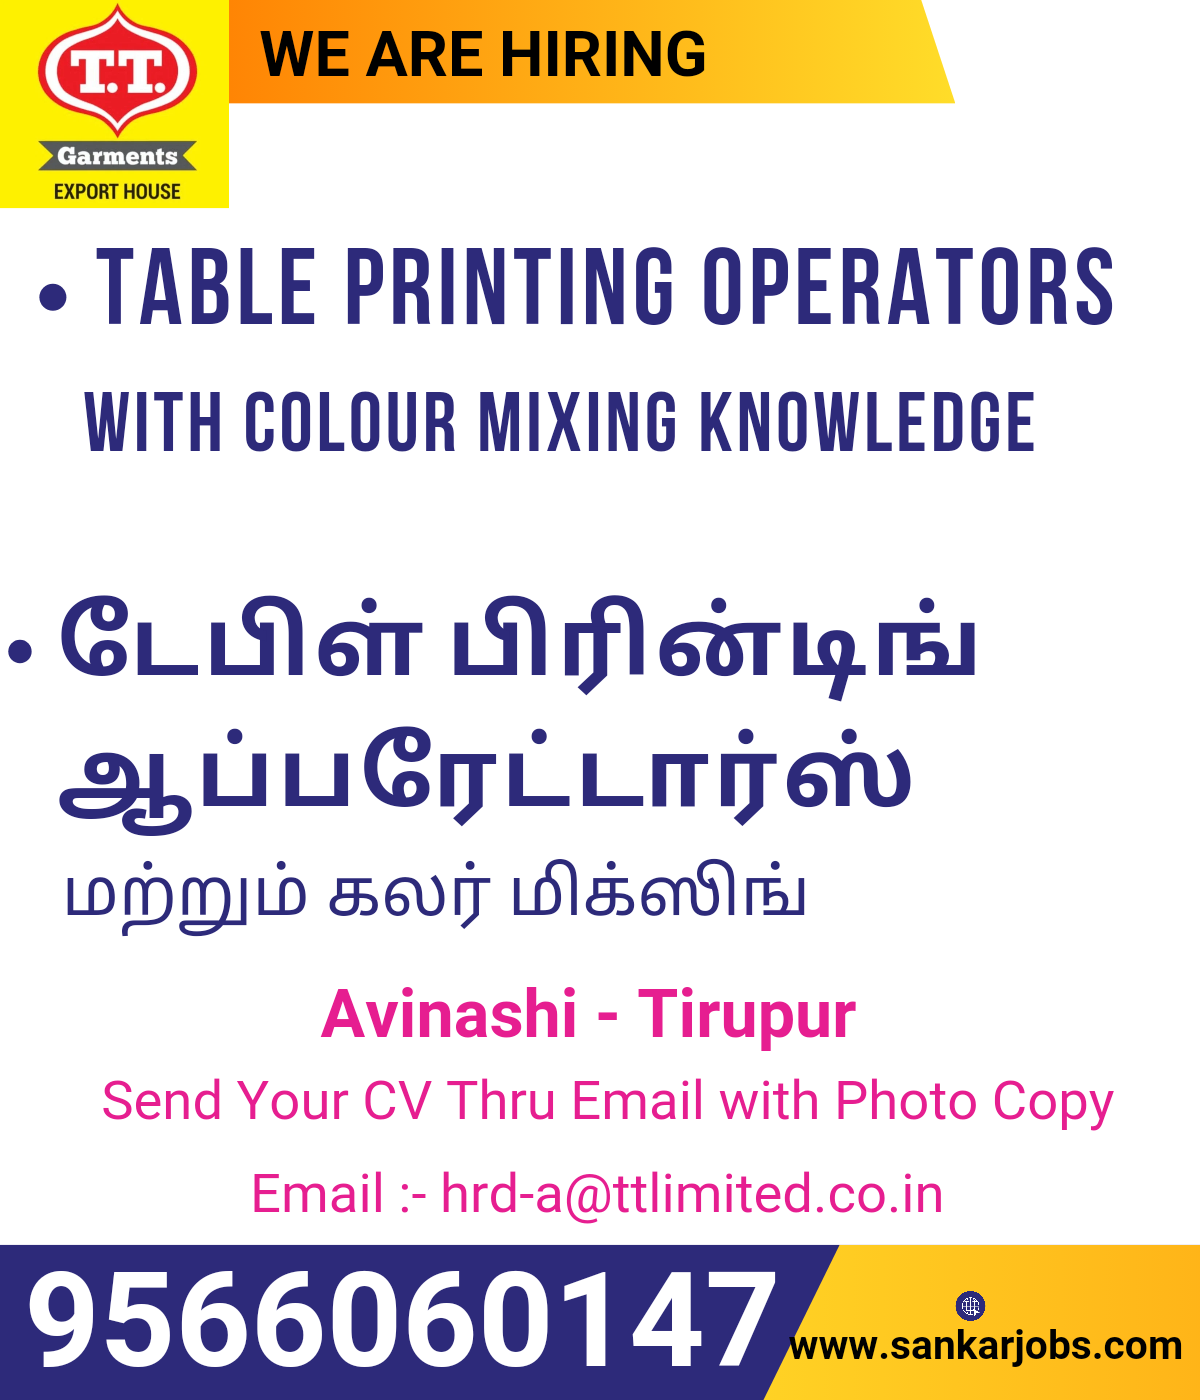 T.T.
Garments
EXPORT HOUSE
WE ARE HIRING
• TABLE PRINTING OPERATORS
WITH COLOUR MIXING KNOWLEDGE
• டேபிள் பிரின்டிங்
ஆப்பரேட்டார்ஸ்
மற்றும் கலர் மிக்ஸிங்
Avinashi - Tirupur
Send Your CV Thru Email with Photo Copy
Email :- hrd-a@ttlimited.co.in
9566060147
www.sankarjobs.com